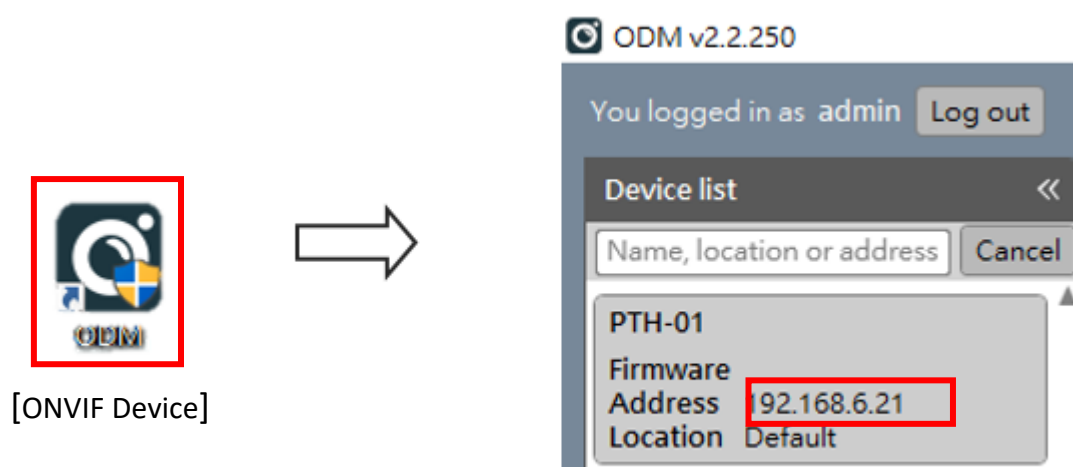 ODM v2.2.250
You logged in as admin Log out
Device list
Name, location or address Cancel
PTH-01
Firmware
Address 192.168.6.21
Location Default
ODM
[ONVIF Device]